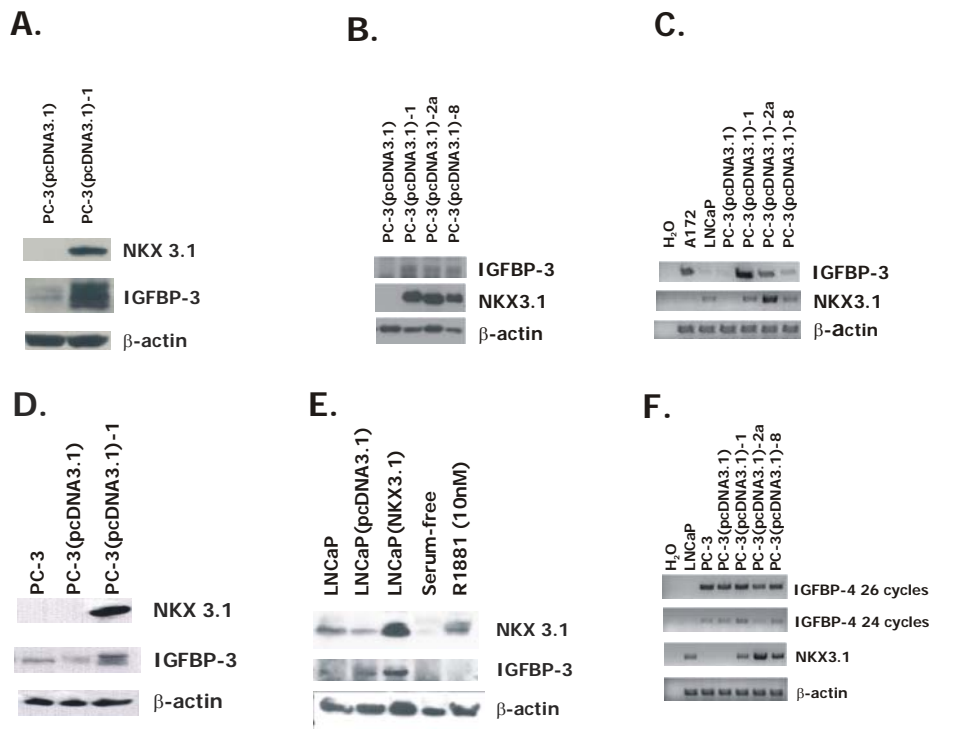 A.
PC-3(pcDNA3.1)
PC-3(pcDNA3.1)-1
NKX 3.1
IGFBP-3
β-actin
B.
PC-3(pcDNA3.1)
PC-3(pcDNA3.1)-1
PC-3(pcDNA3.1)-2a
PC-3(pcDNA3.1)-8
IGFBP-3
NKX3.1
β-actin
C.
H₂O
A172
LNCaP
PC-3(pcDNA3.1)
PC-3(pcDNA3.1)-1
PC-3(pcDNA3.1)-2a
PC-3(pcDNA3.1)-8
IGFBP-3
NKX3.1
β-actin
D.
PC-3
PC-3(pcDNA3.1)
PC-3(pcDNA3.1)-1
NKX 3.1
IGFBP-3
β-actin
E.
LNCaP
LNCaP(pcDNA3.1)
LNCaP(NKX3.1)
Serum-free
R1881 (10nM)
NKX 3.1
IGFBP-3
β-actin
F.
H₂O
LNCaP
PC-3
PC-3(pcDNA3.1)
PC-3(pcDNA3.1)-1
PC-3(pcDNA3.1)-2a
PC-3(pcDNA3.1)-8
IGFBP-4 26 cycles
IGFBP-4 24 cycles
NKX3.1
β-actin